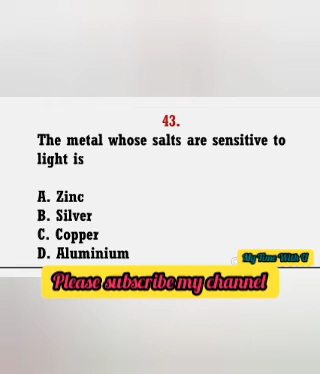 43.
The metal whose salts are sensitive to
light is
A. Zinc
B. Silver
C. Copper
D. Aluminium
My Time With U
Please subscribe my channel